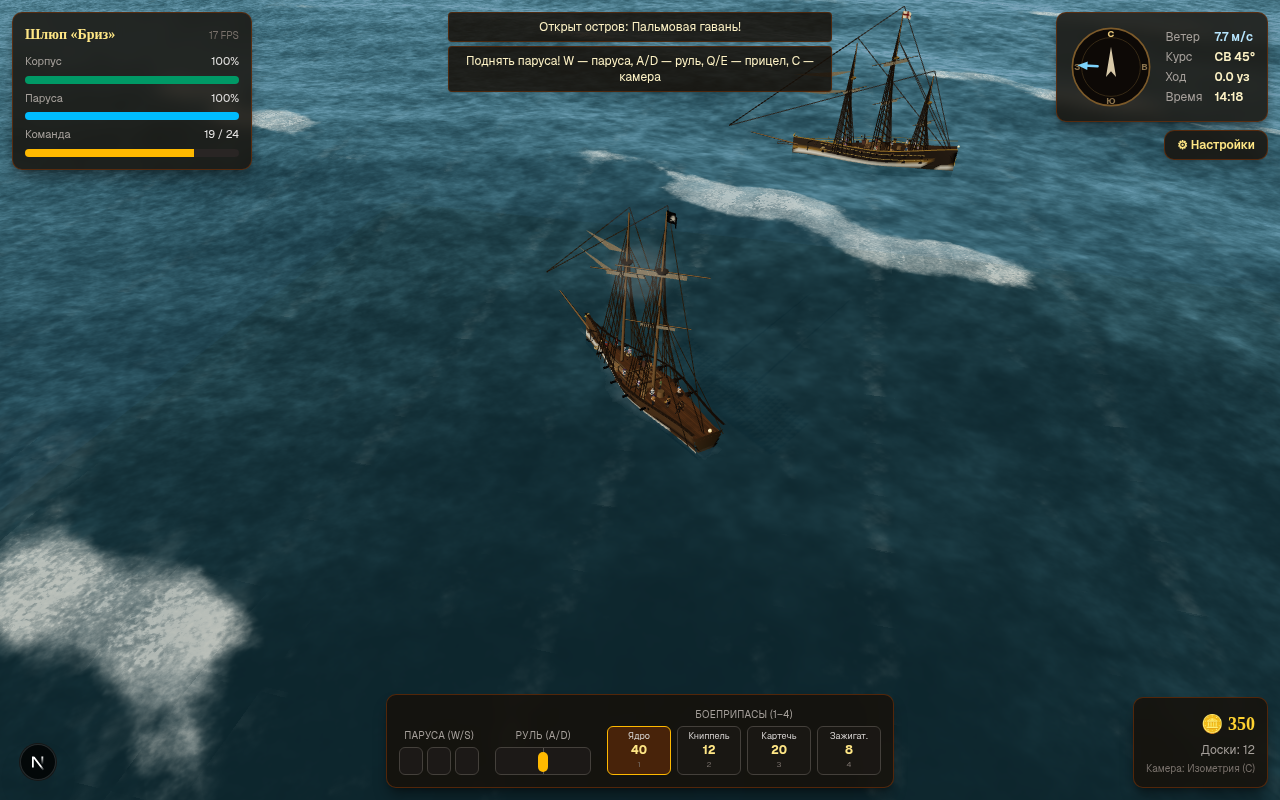 Шлюп «Бриз»
17 FPS
Корпус
100%
Паруса
100%
Команда
19 / 24
Открыт остров: Пальмовая гавань!
Поднять паруса! W — паруса, A/D — руль, Q/E — прицел, C —
камера
С
З
В
Ю
Ветер
7.7 м/с
Курс
СВ 45°
Ход
0.0 уз
Время
14:18
⚙ Настройки
ПАРУСА (W/S)
РУЛЬ (A/D)
БОЕПРИПАСЫ (1–4)
Ядро
40
1
Книппель
12
2
Картечь
20
3
Зажигат.
8
4
N
350
Доски: 12
Камера: Изометрия (C)